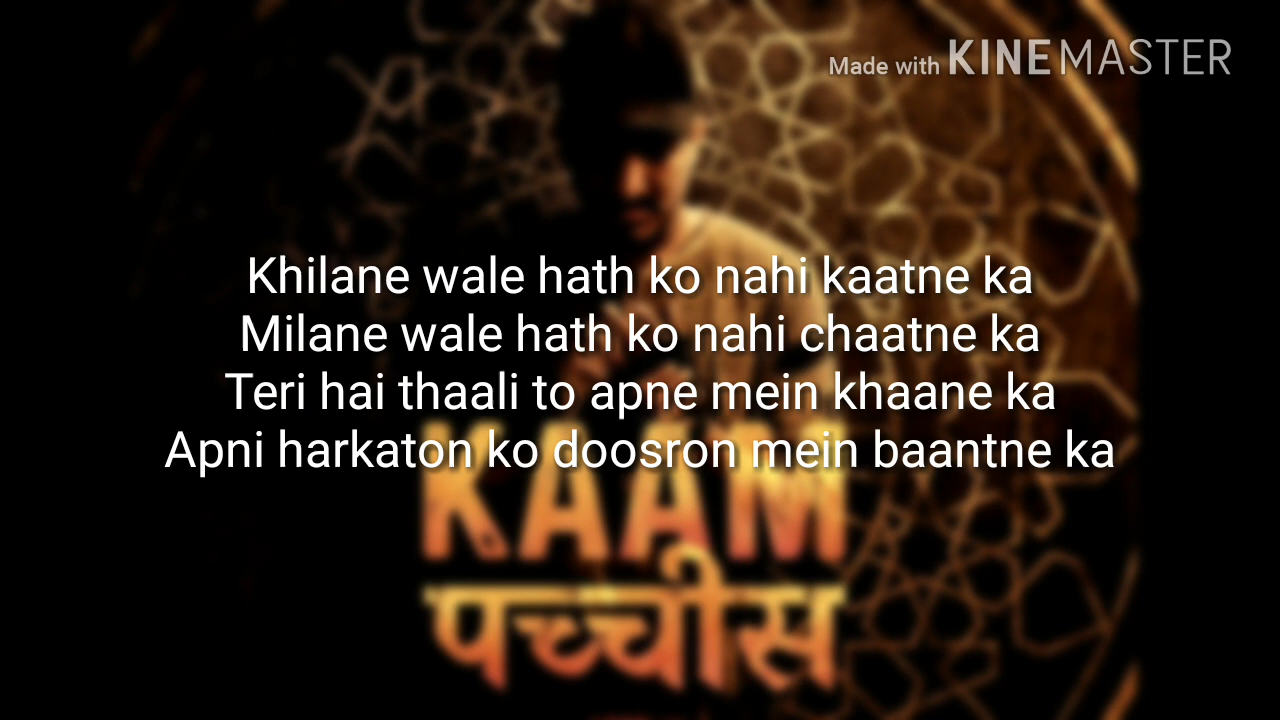 Made with KINEMASTER
Khilane wale hath ko nahi kaatne ka
Milane wale hath ko nahi chaatne ka
Teri hai thaali to apne mein khaane ka
Apni harkaton ko doosron mein baantne ka
KAAM
पच्चीस